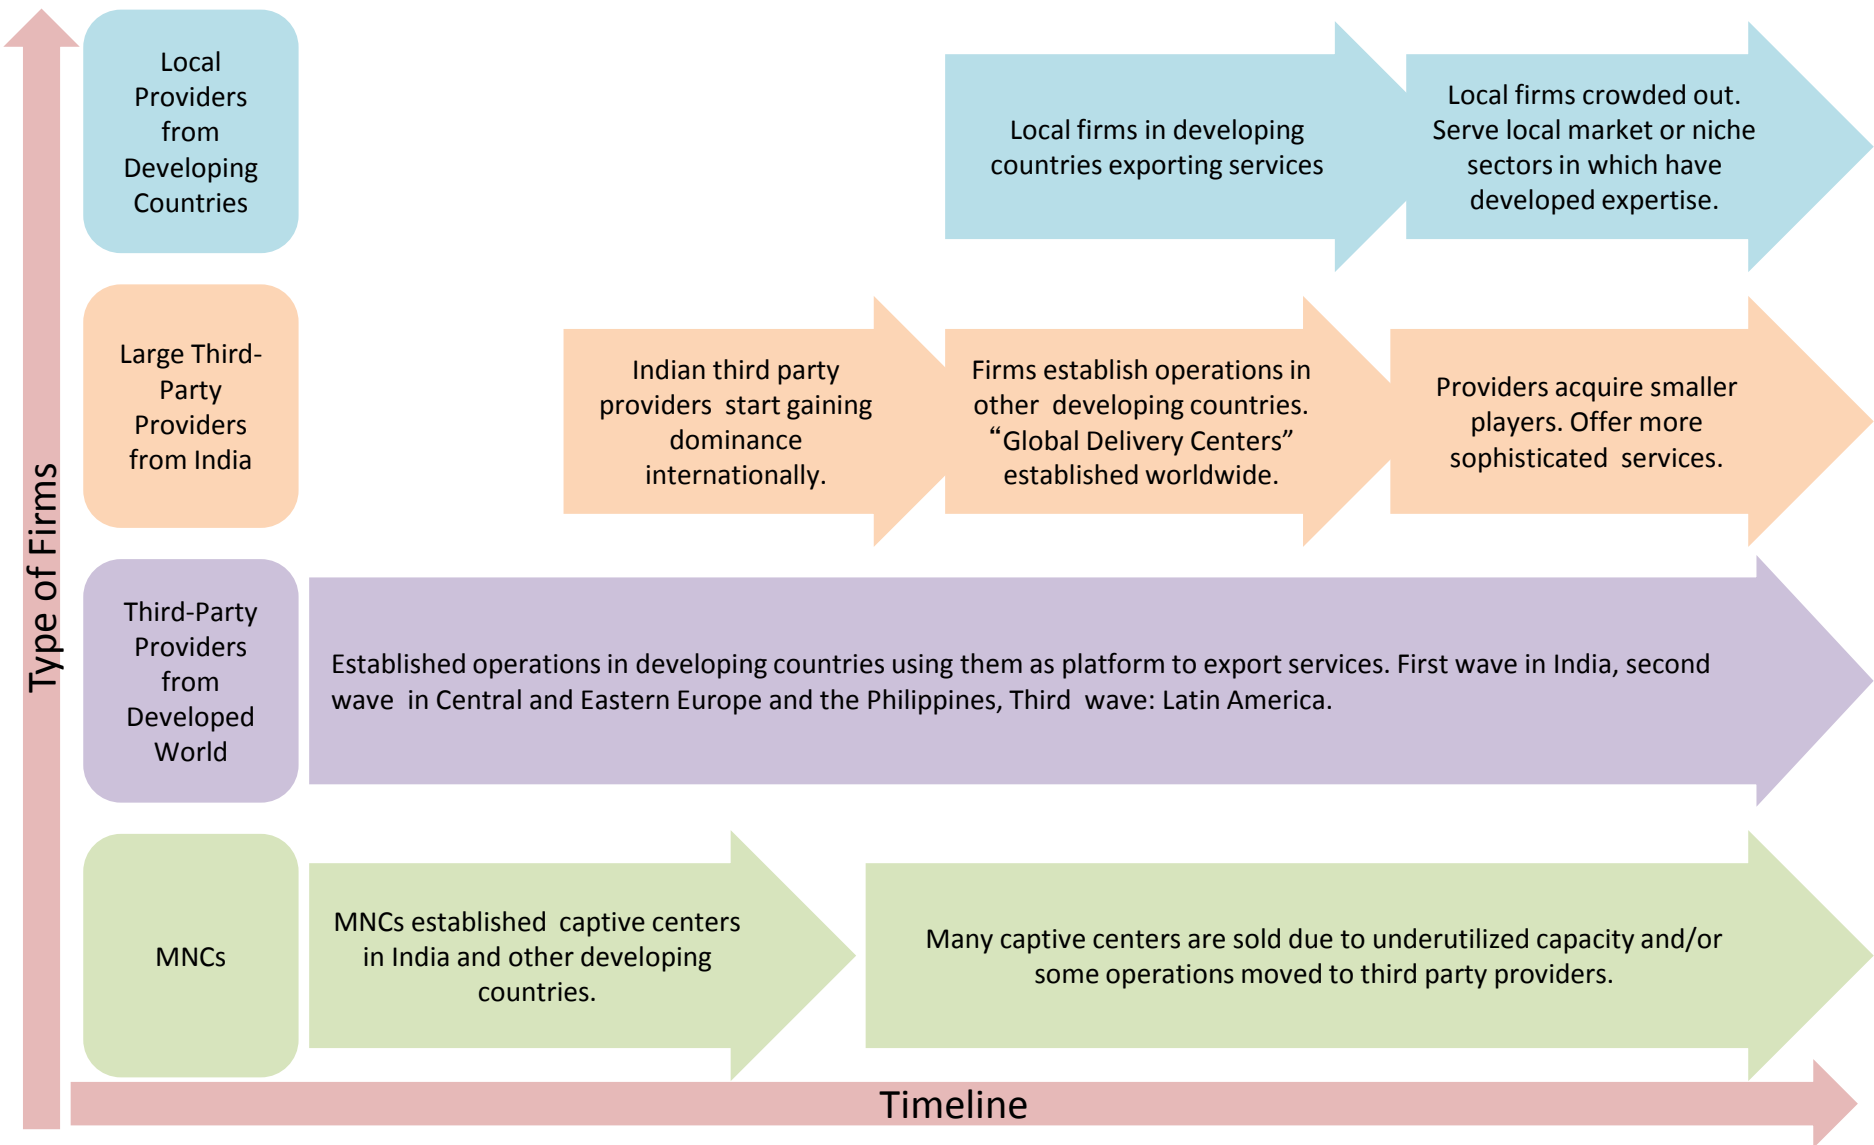 Type of Firms
Local
Providers
from
Developing
Countries
Local firms in developing
countries exporting services
Local firms crowded out.
Serve local market or niche
sectors in which have
developed expertise.
Large Third-
Party
Providers
from India
Indian third party
providers start gaining
dominance
internationally.
Firms establish operations in
other developing countries.
“Global Delivery Centers”
established worldwide.
Providers acquire smaller
players. Offer more
sophisticated services.
Third-Party
Providers
from
Developed
World
Established operations in developing countries using them as platform to export services. First wave in India, second
wave in Central and Eastern Europe and the Philippines, Third wave: Latin America.
MNCs
MNCs established captive centers
in India and other developing
countries.
Many captive centers are sold due to underutilized capacity and/or
some operations moved to third party providers.
Timeline